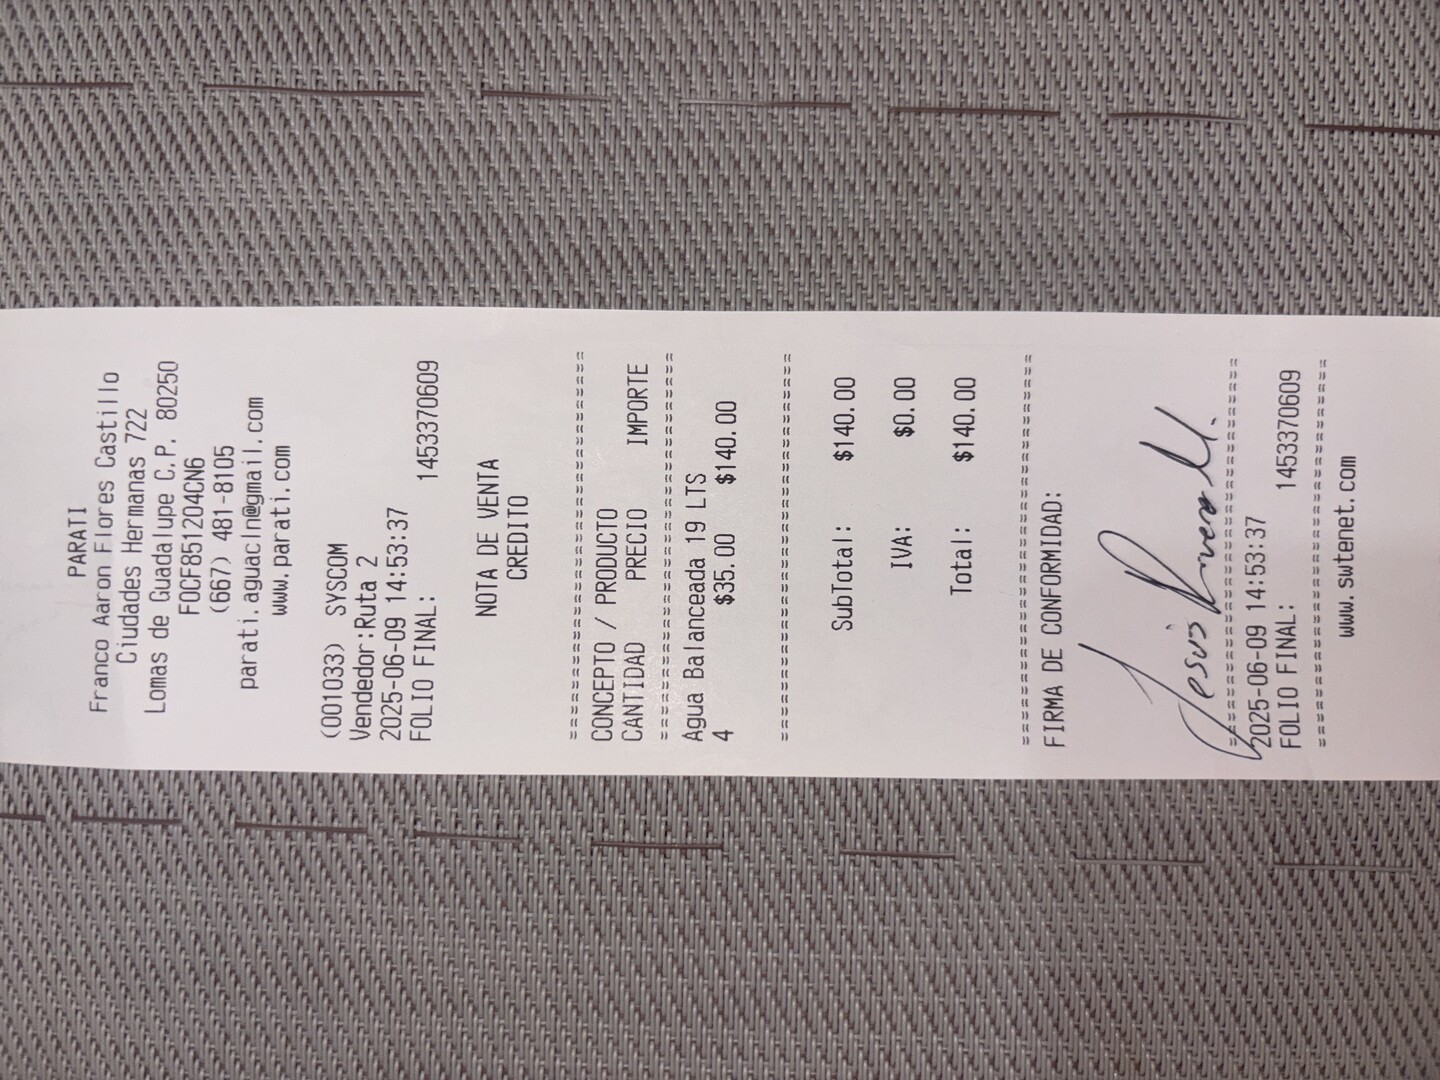 PARATI
Franco Aaron Flores Castillo
Ciudades Hermanas 722
Lomas de Guadalupe C.P. 80250
FOCF851204CN6
(667) 481-8105
parati.aguacln@gmail.com
www.parati.com
(001033) SYSCOM
Vendedor:Ruta 2
2025-06-09 14:53:37
FOLIO FINAL: 1453370609
NOTA DE VENTA
CREDITO
==============================
CONCEPTO / PRODUCTO
CANTIDAD PRECIO IMPORTE
==============================
Agua Balanceada 19 LTS
4 $35.00 $140.00
==============================
SubTotal: $140.00
IVA: $0.00
Total: $140.00
==============================
FIRMA DE CONFORMIDAD:
Jesus
==============================
2025-06-09 14:53:37
FOLIO FINAL: 1453370609
==============================
www.swtenet.com